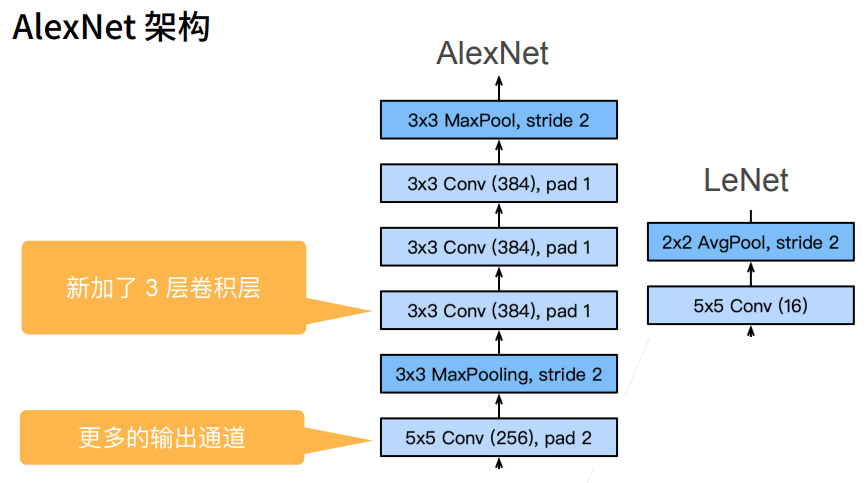 AlexNet 架构
AlexNet
3x3 MaxPool, stride 2
3x3 Conv (384), pad 1
3x3 Conv (384), pad 1
3x3 Conv (384), pad 1
3x3 MaxPooling, stride 2
5x5 Conv (256), pad 2
LeNet
2x2 AvgPool, stride 2
5x5 Conv (16)
新加了 3 层卷积层
更多的输出通道